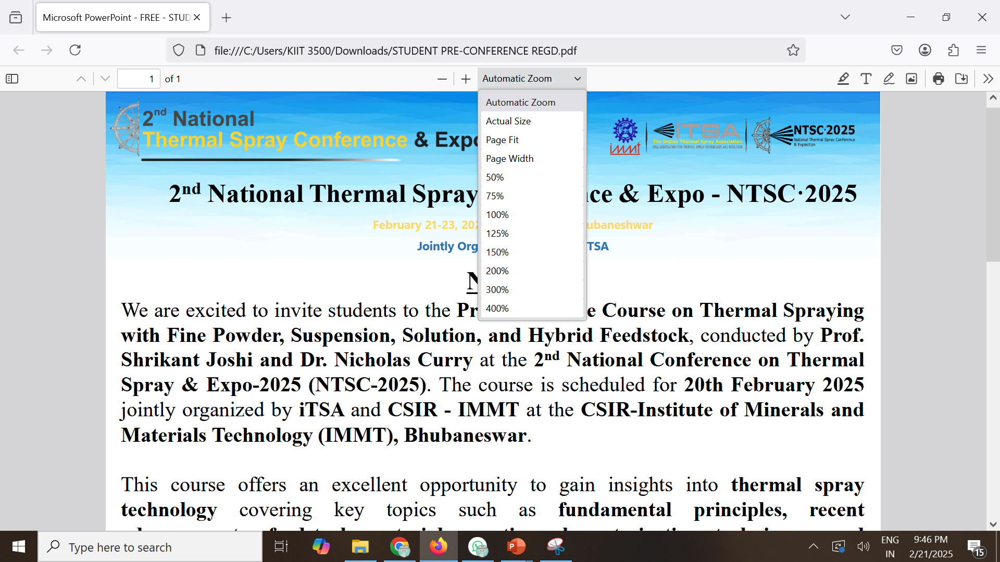 Microsoft PowerPoint - FREE - STUD
file:///C:/Users/KIIT 3500/Downloads/STUDENT PRE-CONFERENCE REGD.pdf
1 of 1
Automatic Zoom
Automatic Zoom
Actual Size
Page Fit
Page Width
50%
75%
100%
125%
150%
200%
300%
400%
2nd National
Thermal Spray Conference & Expo
immt
iTSA
The Indian Thermal Spray Association
ITSA ASSOCIATION FOR THERMAL SPRAY TECHNOLOGY AND RESEARCH
NTSC·2025
National Thermal Spray Conference
& Exposition
2nd National Thermal Spray ce & Expo - NTSC·2025
February 21-23, 202 ubaneshwar
Jointly Org TSA
N
We are excited to invite students to the Pr e Course on Thermal Spraying
with Fine Powder, Suspension, Solution, and Hybrid Feedstock, conducted by Prof.
Shrikant Joshi and Dr. Nicholas Curry at the 2nd National Conference on Thermal
Spray & Expo-2025 (NTSC-2025). The course is scheduled for 20th February 2025
jointly organized by iTSA and CSIR - IMMT at the CSIR-Institute of Minerals and
Materials Technology (IMMT), Bhubaneswar.
This course offers an excellent opportunity to gain insights into thermal spray
technology covering key topics such as fundamental principles, recent
Type here to search
ENG
IN
9:46 PM
2/21/2025
15